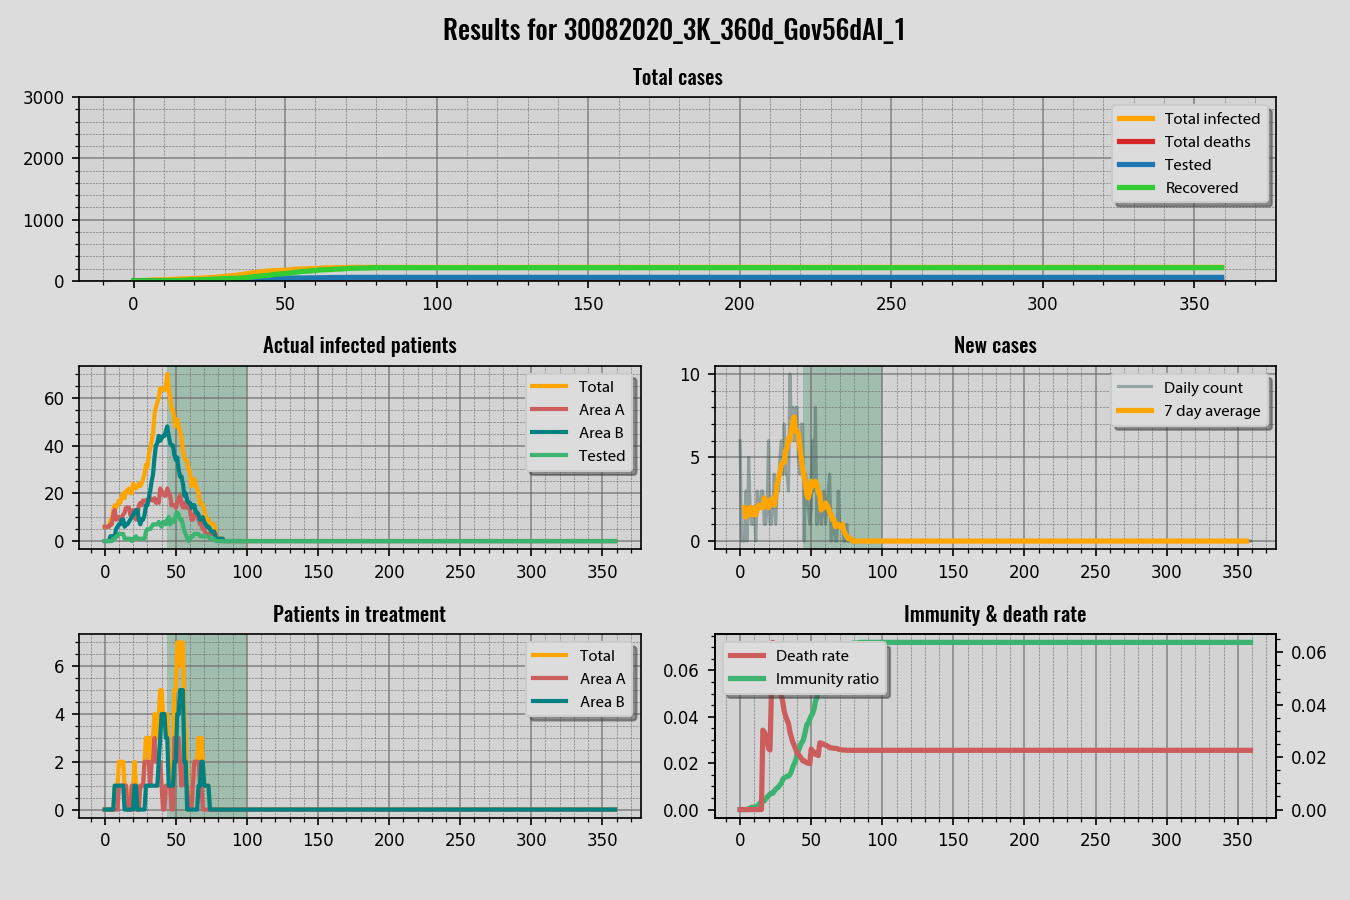 Results for 30082020_3K_360d_Gov56dAI_1
Total cases
3000
2000
1000
0
Total infected
Total deaths
Tested
Recovered
0 50 100 150 200 250 300 350
Actual infected patients
60
40
20
0
Total
Area A
Area B
Tested
0 50 100 150 200 250 300 350
New cases
10
5
0
Daily count
7 day average
0 50 100 150 200 250 300 350
Patients in treatment
6
4
2
0
Total
Area A
Area B
0 50 100 150 200 250 300 350
Immunity & death rate
0.06
0.04
0.02
0.00
Death rate
Immunity ratio
0.06
0.04
0.02
0.00
0 50 100 150 200 250 300 350